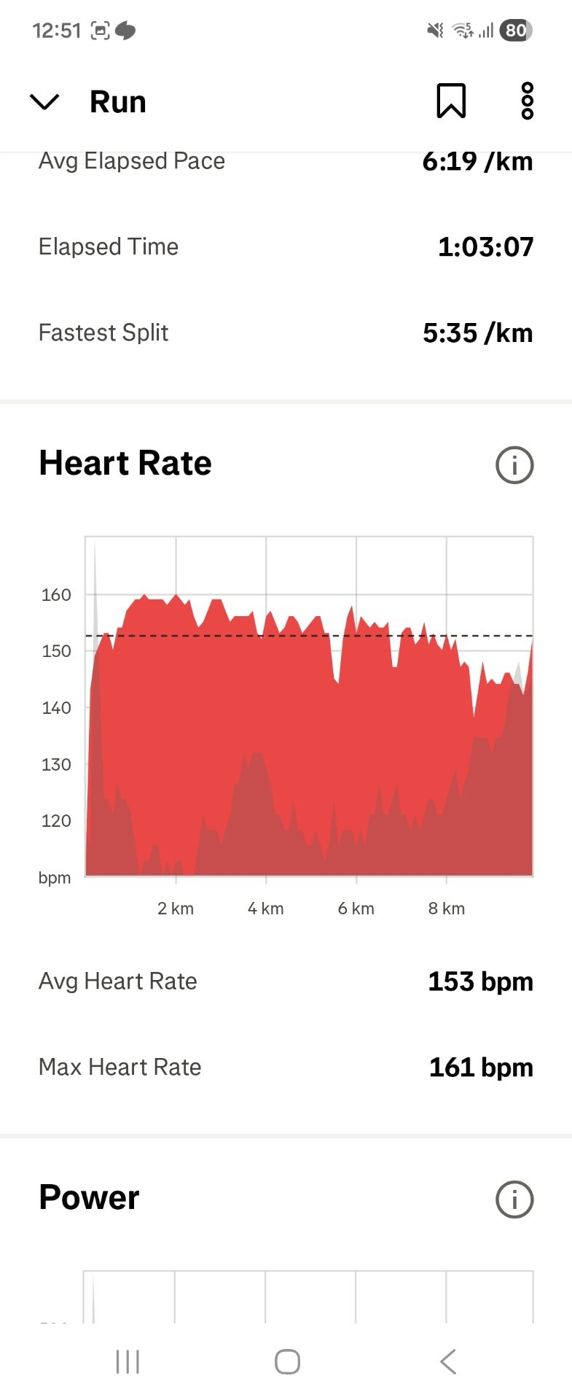 12:51 5 80
Run
Avg Elapsed Pace 6:19 /km
Elapsed Time 1:03:07
Fastest Split 5:35 /km
Heart Rate i
160
150
140
130
120
bpm
2 km 4 km 6 km 8 km
Avg Heart Rate 153 bpm
Max Heart Rate 161 bpm
Power i